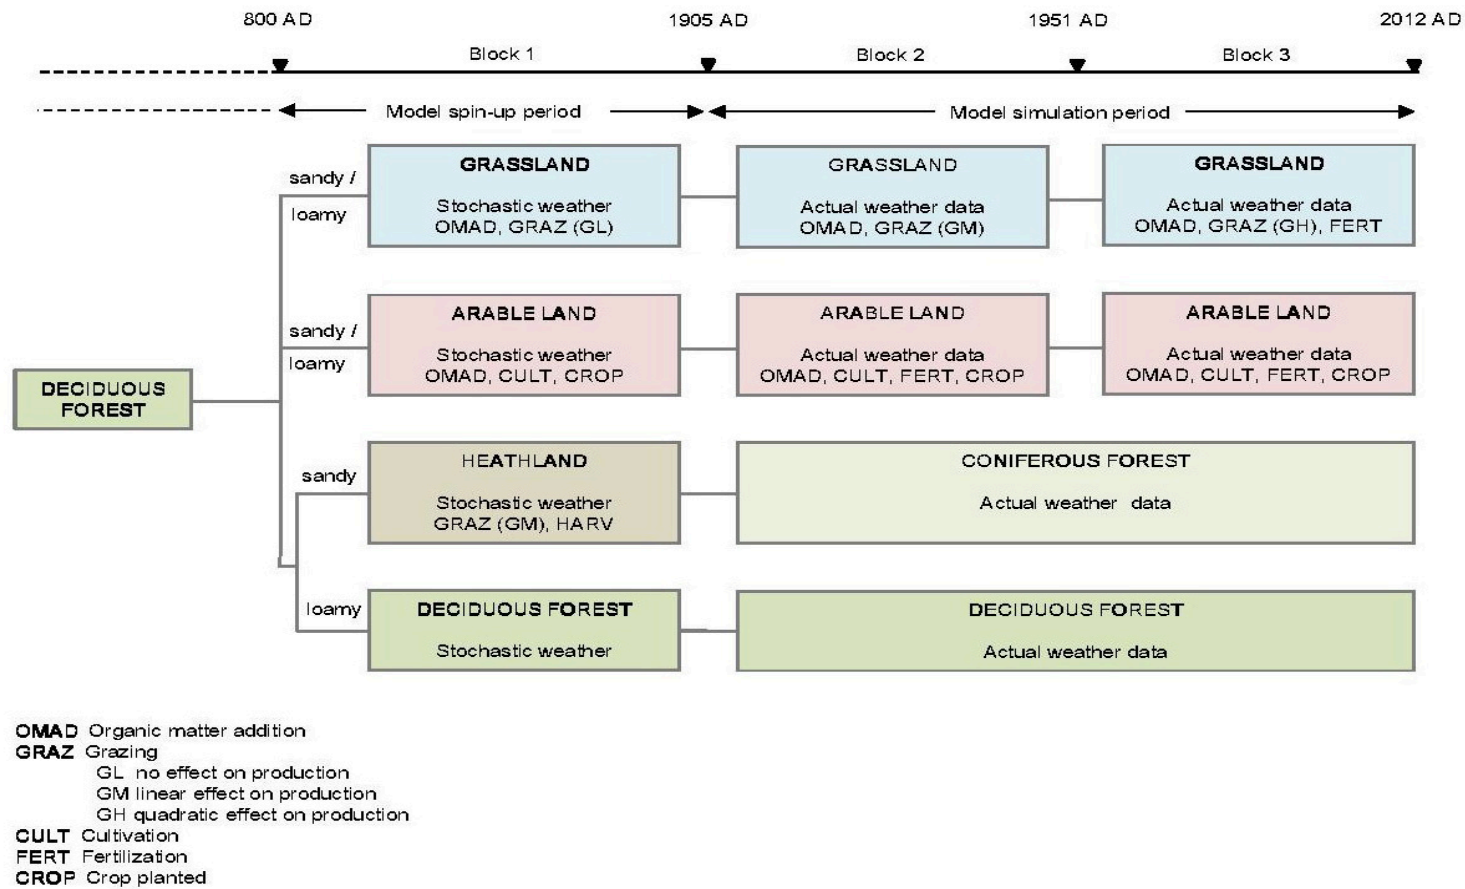 800 AD 1905 AD 1951 AD 2012 AD
Block 1 Block 2 Block 3
Model spin-up period Model simulation period
sandy /
loamy
GRASSLAND
Stochastic weather
OMAD, GRAZ (GL)
GRASSLAND
Actual weather data
OMAD, GRAZ (GM)
GRASSLAND
Actual weather data
OMAD, GRAZ (GH), FERT
sandy /
loamy
ARABLE LAND
Stochastic weather
OMAD, CULT, CROP
ARABLE LAND
Actual weather data
OMAD, CULT, FERT, CROP
ARABLE LAND
Actual weather data
OMAD, CULT, FERT, CROP
DECIDUOUS
FOREST
sandy
HEATHLAND
Stochastic weather
GRAZ (GM), HARV
CONIFEROUS FOREST
Actual weather data
loamy
DECIDUOUS FOREST
Stochastic weather
DECIDUOUS FOREST
Actual weather data
OMAD Organic matter addition
GRAZ Grazing
GL no effect on production
GM linear effect on production
GH quadratic effect on production
CULT Cultivation
FERT Fertilization
CROP Crop planted